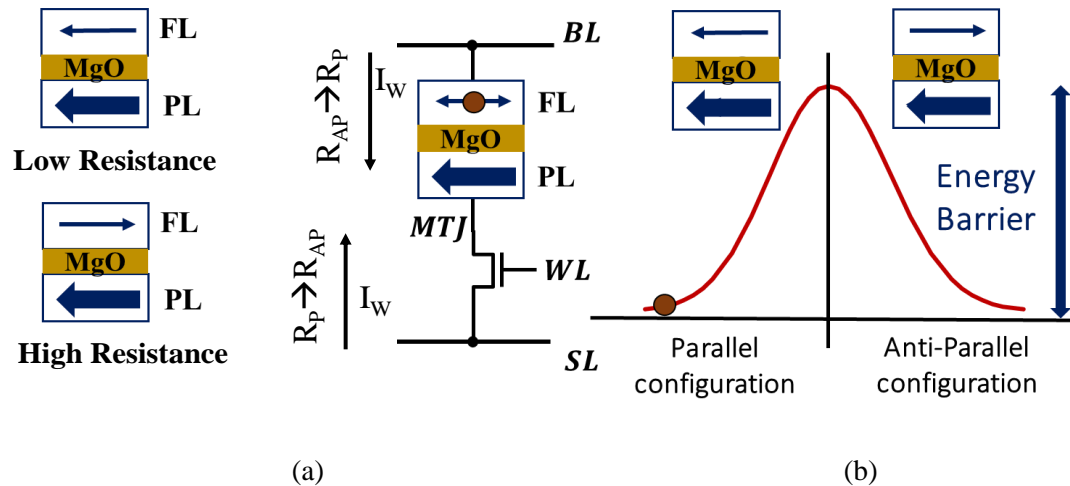 FL
MgO
PL
Low Resistance
FL
MgO
PL
High Resistance
R_AP→R_P
I_W
R_P→R_AP
I_W
BL
FL
MgO
PL
MTJ
WL
SL
(a)
MgO
MgO
Energy
Barrier
Parallel
configuration
Anti-Parallel
configuration
(b)